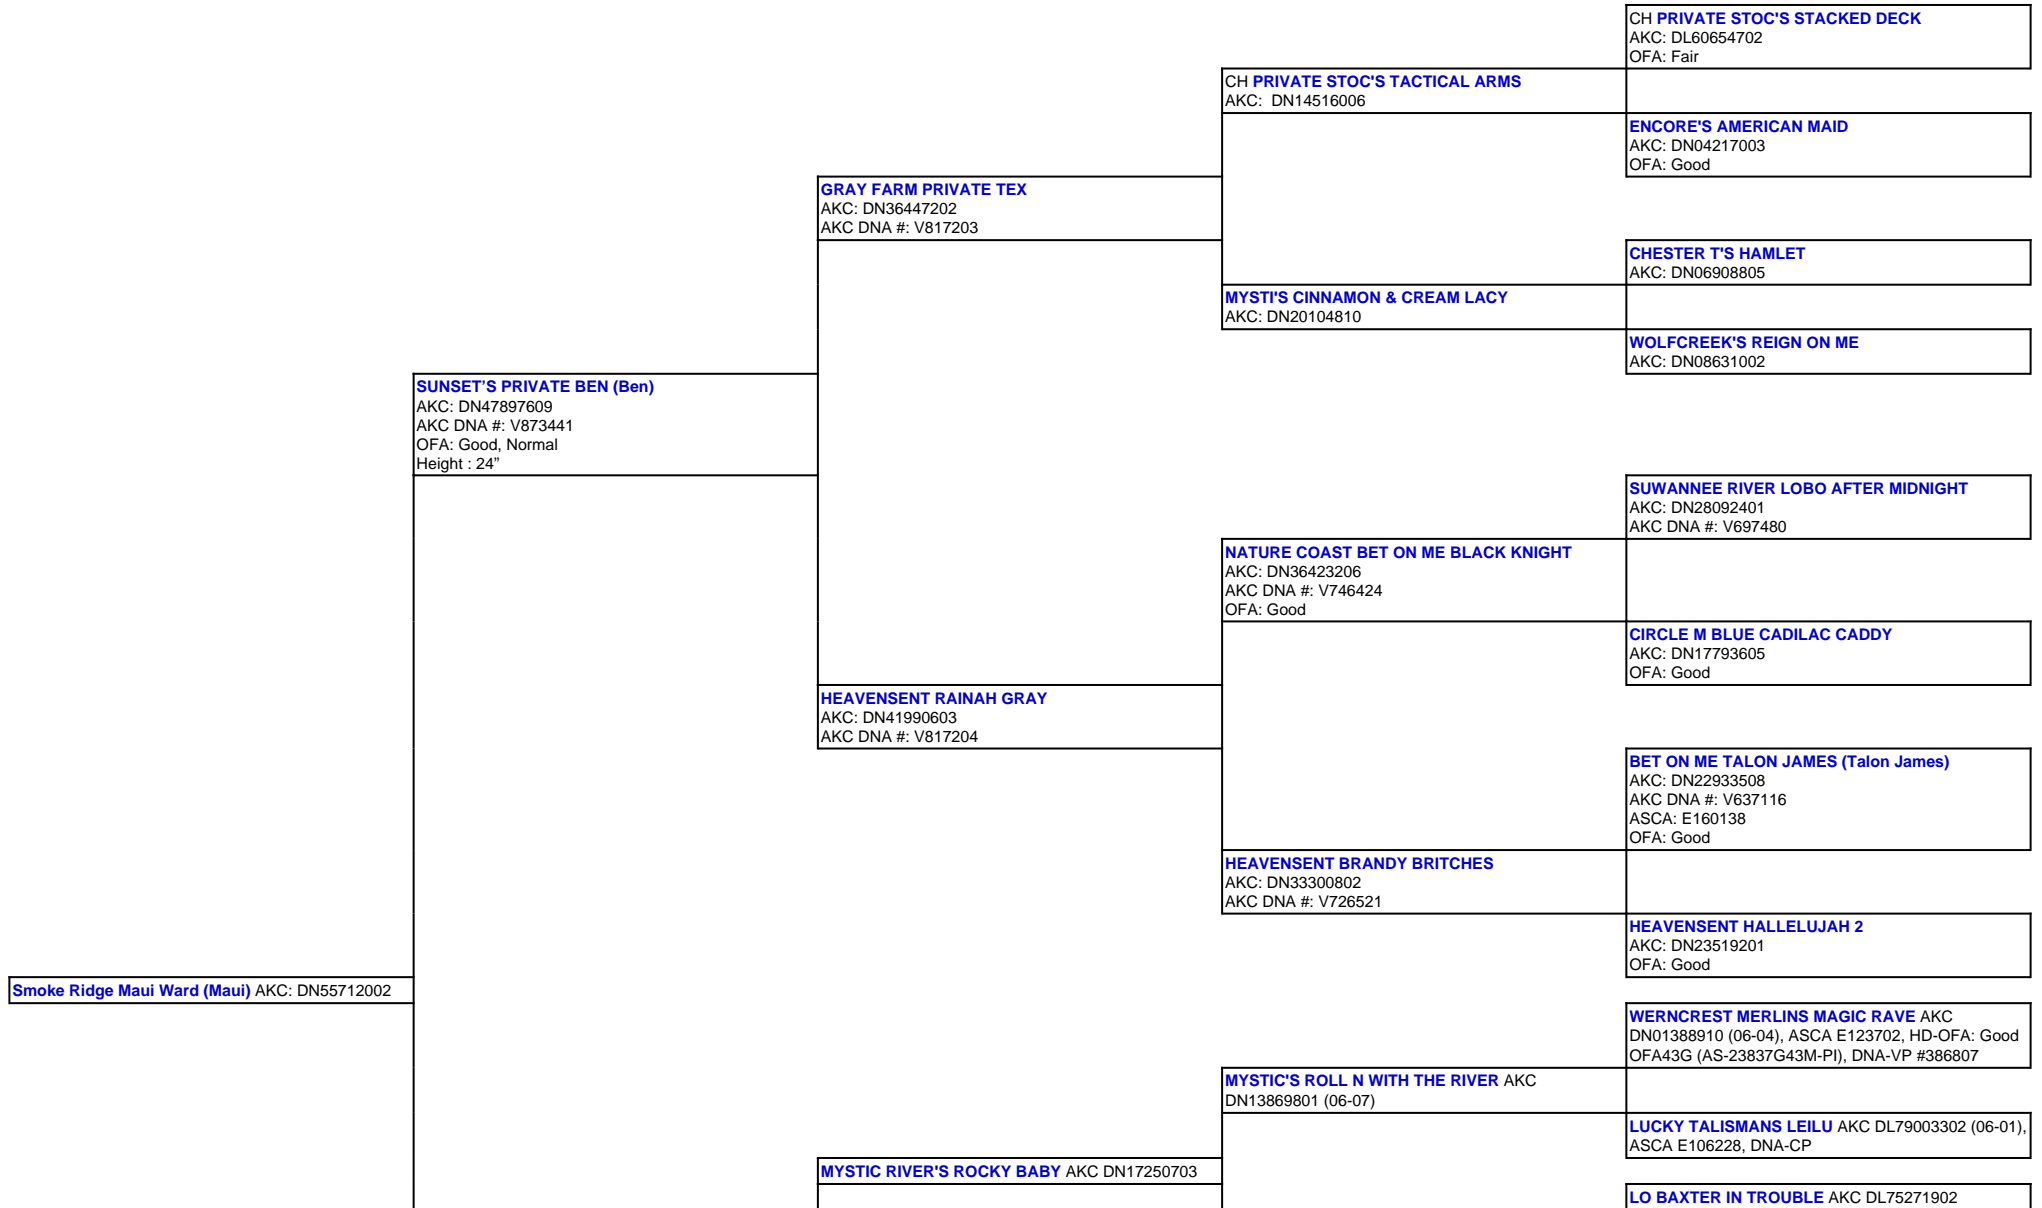 CH PRIVATE STOC'S STACKED DECK
AKC: DL60654702
OFA: Fair
CH PRIVATE STOC'S TACTICAL ARMS
AKC:  DN14516006
ENCORE'S AMERICAN MAID
AKC: DN04217003
OFA: Good
GRAY FARM PRIVATE TEX
AKC: DN36447202
AKC DNA #: V817203
CHESTER T'S HAMLET
AKC: DN06908805
MYSTI'S CINNAMON & CREAM LACY
AKC: DN20104810
WOLFCREEK'S REIGN ON ME
AKC: DN08631002
SUNSET’S PRIVATE BEN (Ben)
AKC: DN47897609
AKC DNA #: V873441
OFA: Good, Normal
Height : 24”
SUWANNEE RIVER LOBO AFTER MIDNIGHT
AKC: DN28092401
AKC DNA #: V697480
NATURE COAST BET ON ME BLACK KNIGHT
AKC: DN36423206
AKC DNA #: V746424
OFA: Good
CIRCLE M BLUE CADILAC CADDY
AKC: DN17793605
OFA: Good
HEAVENSENT RAINAH GRAY
AKC: DN41990603
AKC DNA #: V817204
BET ON ME TALON JAMES (Talon James)
AKC: DN22933508
AKC DNA #: V637116
ASCA: E160138
OFA: Good
HEAVENSENT BRANDY BRITCHES
AKC: DN33300802
AKC DNA #: V726521
HEAVENSENT HALLELUJAH 2
AKC: DN23519201
OFA: Good
Smoke Ridge Maui Ward (Maui) AKC: DN55712002
WERNCREST MERLINS MAGIC RAVE AKC
DN01388910 (06-04), ASCA E123702, HD-OFA: Good
OFA43G (AS-23837G43M-PI), DNA-VP #386807
MYSTIC'S ROLL N WITH THE RIVER AKC
DN13869801 (06-07)
LUCKY TALISMANS LEILU AKC DL79003302 (06-01),
ASCA E106228, DNA-CP
MYSTIC RIVER'S ROCKY BABY AKC DN17250703
LO BAXTER IN TROUBLE AKC DL75271902